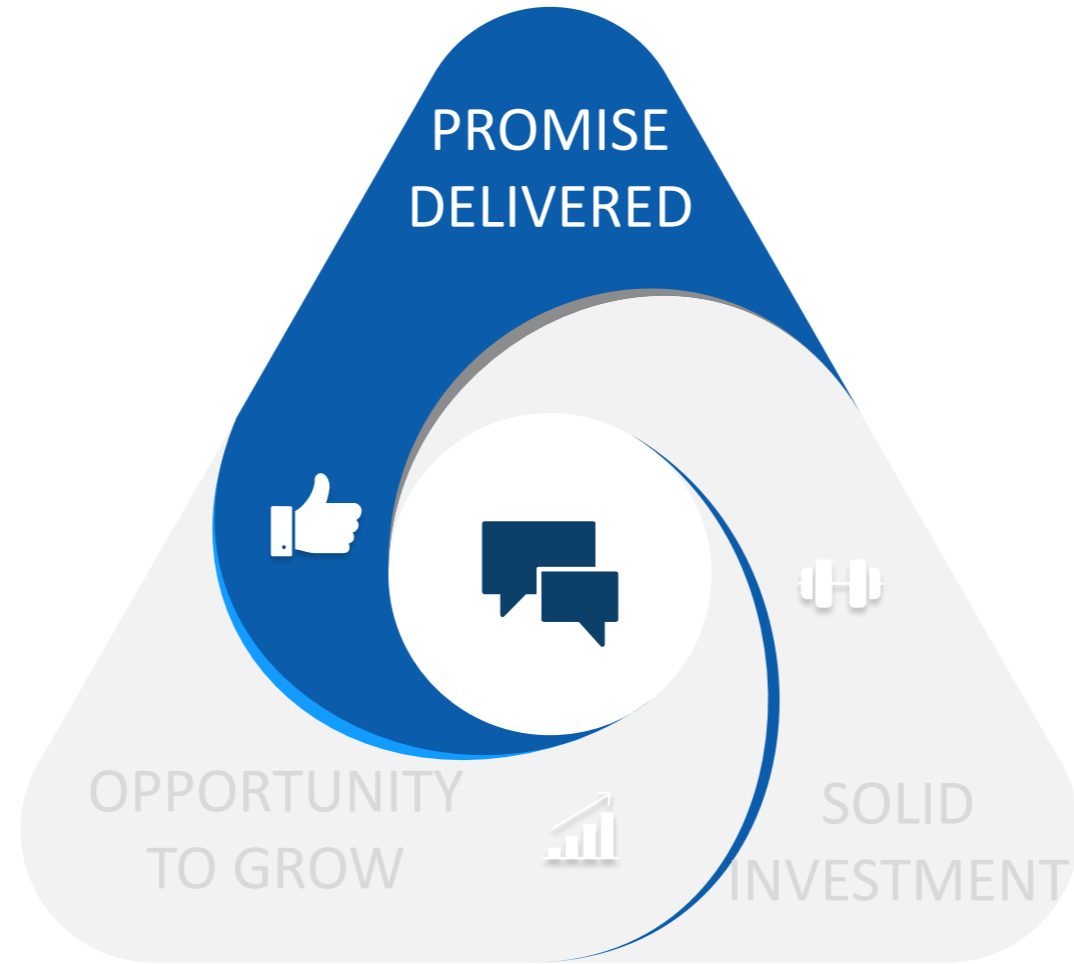 PROMISE
DELIVERED
OPPORTUNITY
TO GROW
SOLID
INVESTMENT